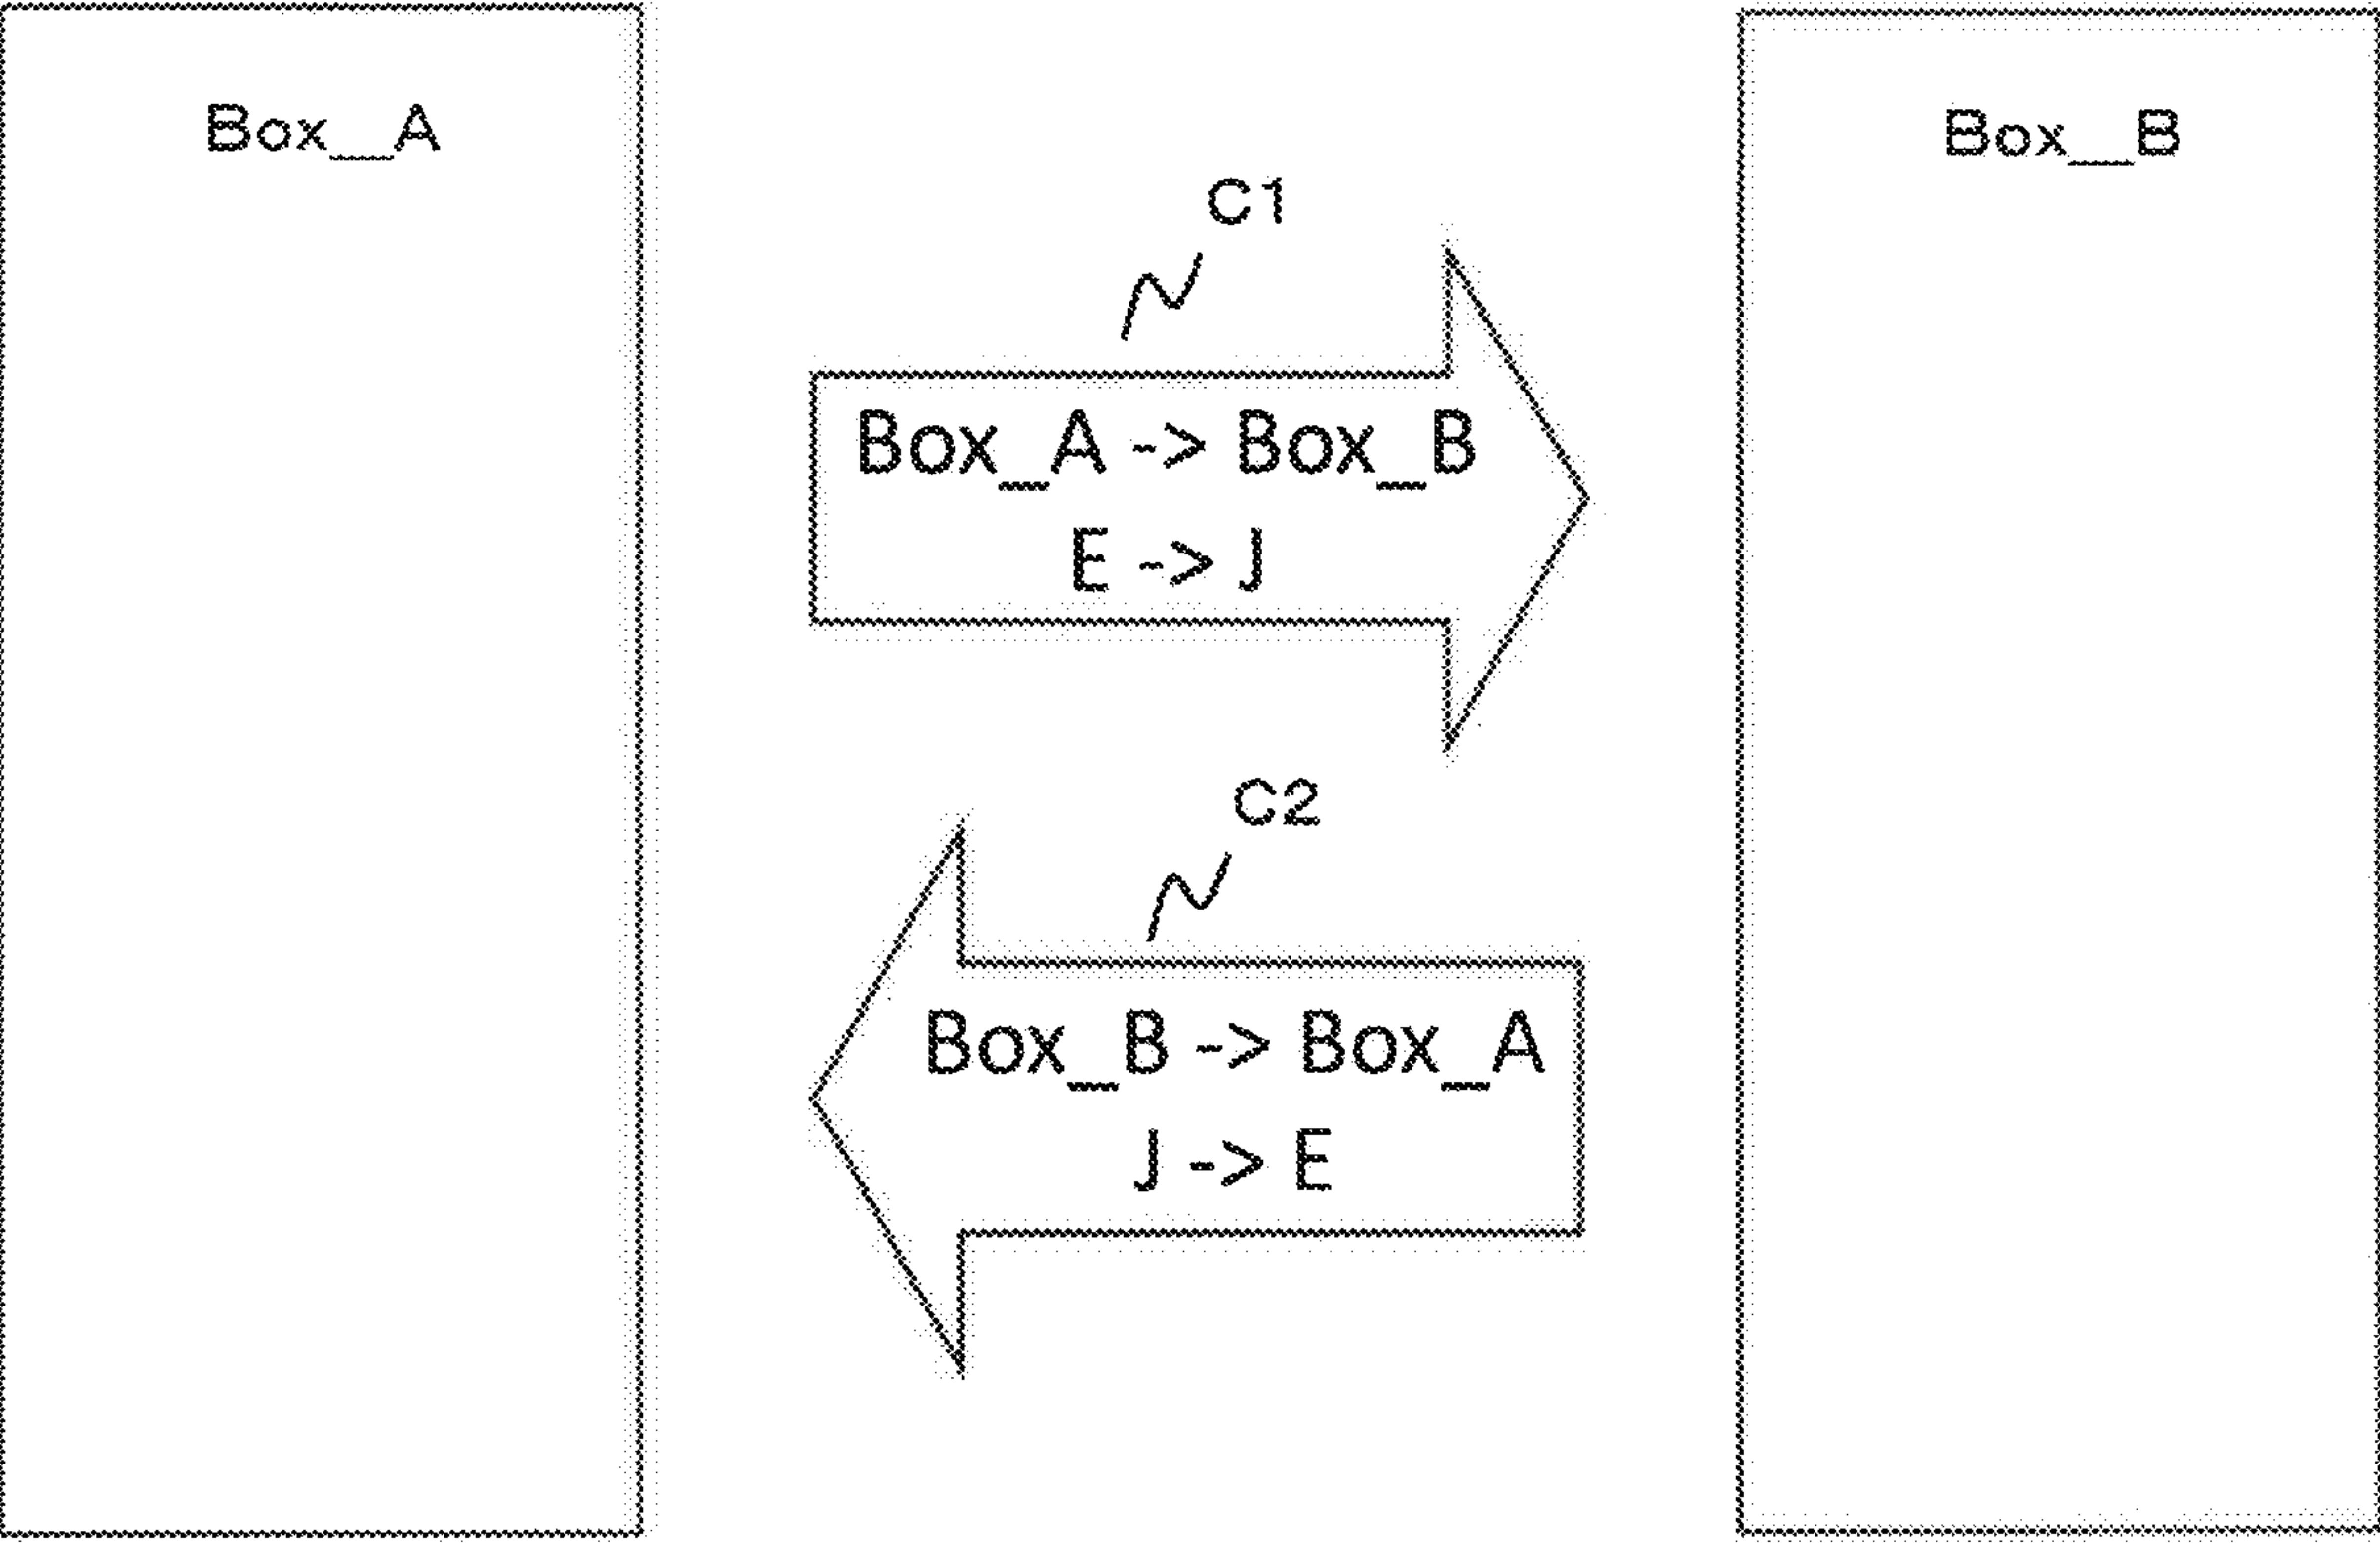 Box_A
Box_B
C1
Box_A -> Box_B
E -> J
C2
Box_B -> Box_A
J -> E